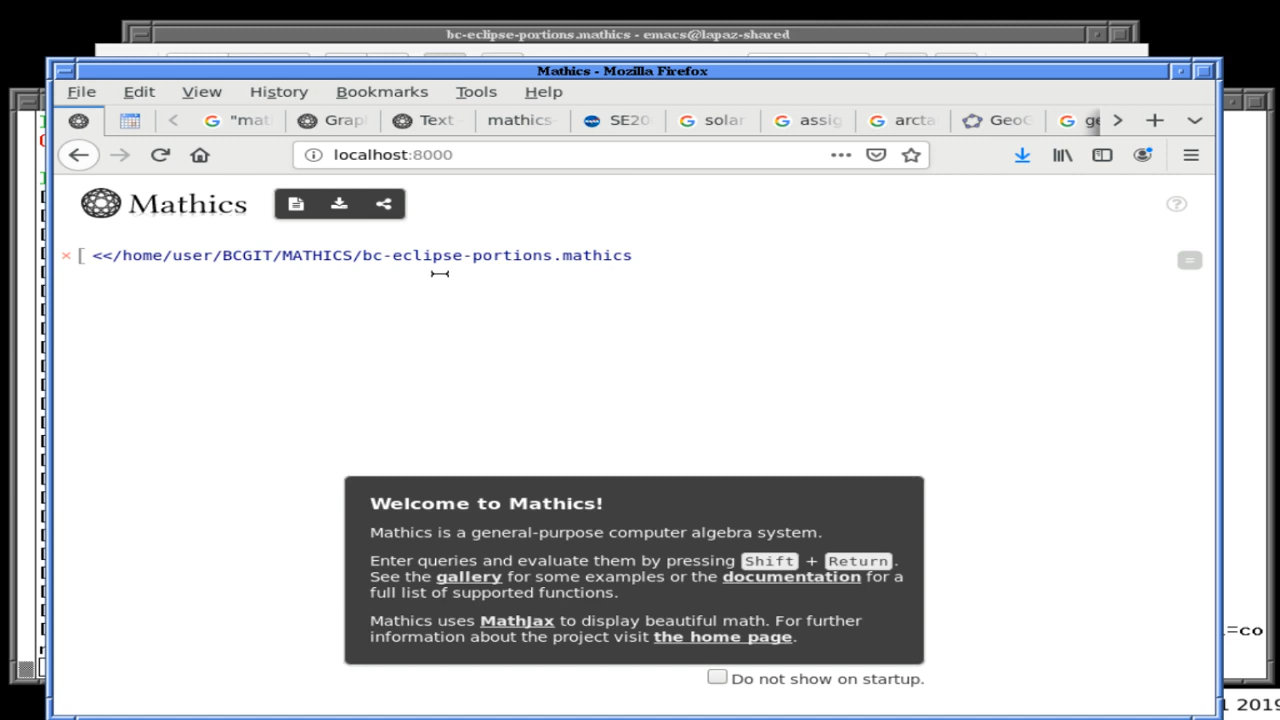 bc-eclipse-portions.mathics - emacs@lapaz-shared
Mathics - Mozilla Firefox
File Edit View History Bookmarks Tools Help
"mat Grap Text mathics- SE20 solar assig arcta GeoG ge
localhost:8000
Mathics
<</home/user/BCGIT/MATHICS/bc-eclipse-portions.mathics
=
Welcome to Mathics!
Mathics is a general-purpose computer algebra system.
Enter queries and evaluate them by pressing Shift + Return.
See the gallery for some examples or the documentation for a
full list of supported functions.
Mathics uses MathJax to display beautiful math. For further
information about the project visit the home page.
=co
Do not show on startup.
2019